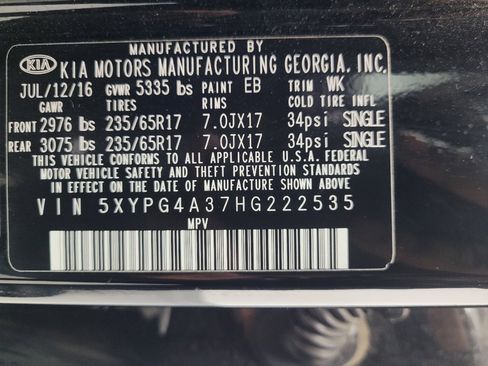 MANUFACTURED BY
KIA KIA MOTORS MANUFACTURING GEORGIA, INC.
JUL/12/16 GVWR 5335 lbs PAINT EB TRIM WK
GAWR TIRES RIMS COLD TIRE INFL
FRONT 2976 lbs 235/65R17 7.0JX17 34psi SINGLE
REAR 3075 lbs 235/65R17 7.0JX17 34psi SINGLE
THIS VEHICLE CONFORMS TO ALL APPLICABLE U.S.A. FEDERAL
MOTOR VEHICLE SAFETY AND THEFT PREVENTION STANDARDS
IN EFFECT ON THE DATE OF MANUFACTURE SHOWN ABOVE
VIN 5XYPG4A37HG222535
MPV